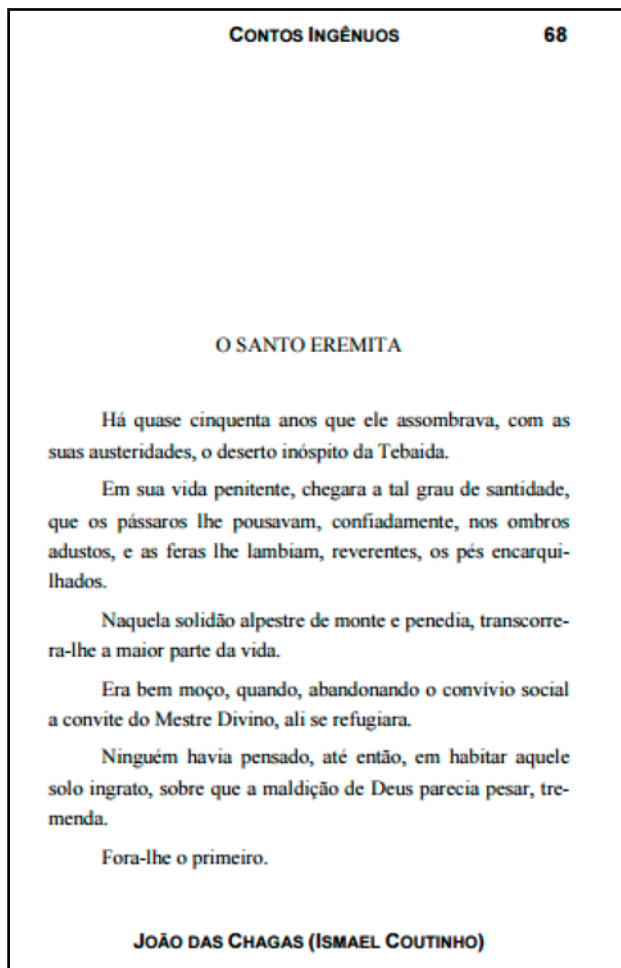 CONTOS INGÊNUOS 68
O SANTO EREMITA
Há quase cinquenta anos que ele assombrava, com as
suas austeridades, o deserto inóspito da Tebaida.
Em sua vida penitente, chegara a tal grau de santidade,
que os pássaros lhe pousavam, confiadamente, nos ombros
adustos, e as feras lhe lambiam, reverentes, os pés encarqui-
lhados.
Naquela solidão alpestre de monte e penedia, transcorre-
ra-lhe a maior parte da vida.
Era bem moço, quando, abandonando o convívio social
a convite do Mestre Divino, ali se refugiara.
Ninguém havia pensado, até então, em habitar aquele
solo ingrato, sobre que a maldição de Deus parecia pesar, tre-
menda.
Fora-lhe o primeiro.
JOÃO DAS CHAGAS (ISMAEL COUTINHO)